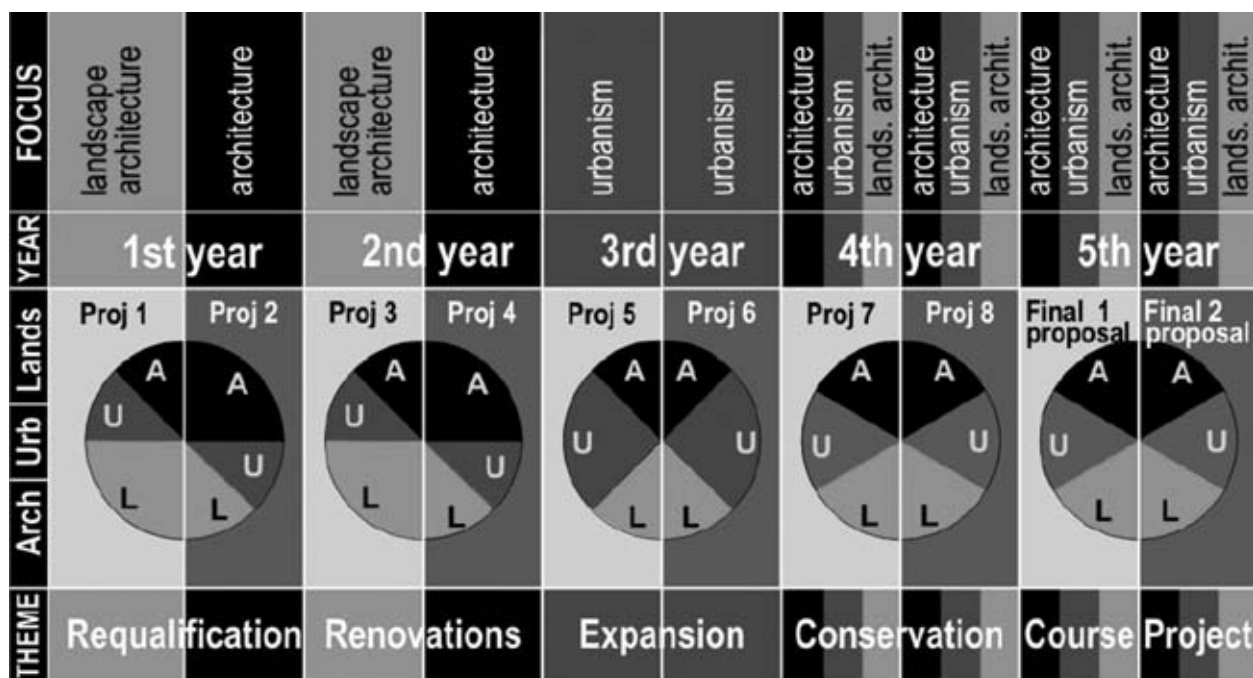 FOCUS
landscape
architecture
architecture
landscape
architecture
architecture
urbanism
urbanism
architecture
urbanism
lands. archit.
architecture
urbanism
lands. archit.
architecture
urbanism
lands. archit.
architecture
urbanism
lands. archit.
YEAR
1st year
2nd year
3rd year
4th year
5th year
Lands
Urb
Arch
Proj 1
Proj 2
A
A
U
U
L
L
Proj 3
Proj 4
A
A
U
U
L
L
Proj 5
Proj 6
A
A
U
U
L
L
Proj 7
Proj 8
A
A
U
U
L
L
Final 1
proposal
Final 2
proposal
A
A
U
U
L
L
THEME
Requalification
Renovations
Expansion
Conservation
Course Project